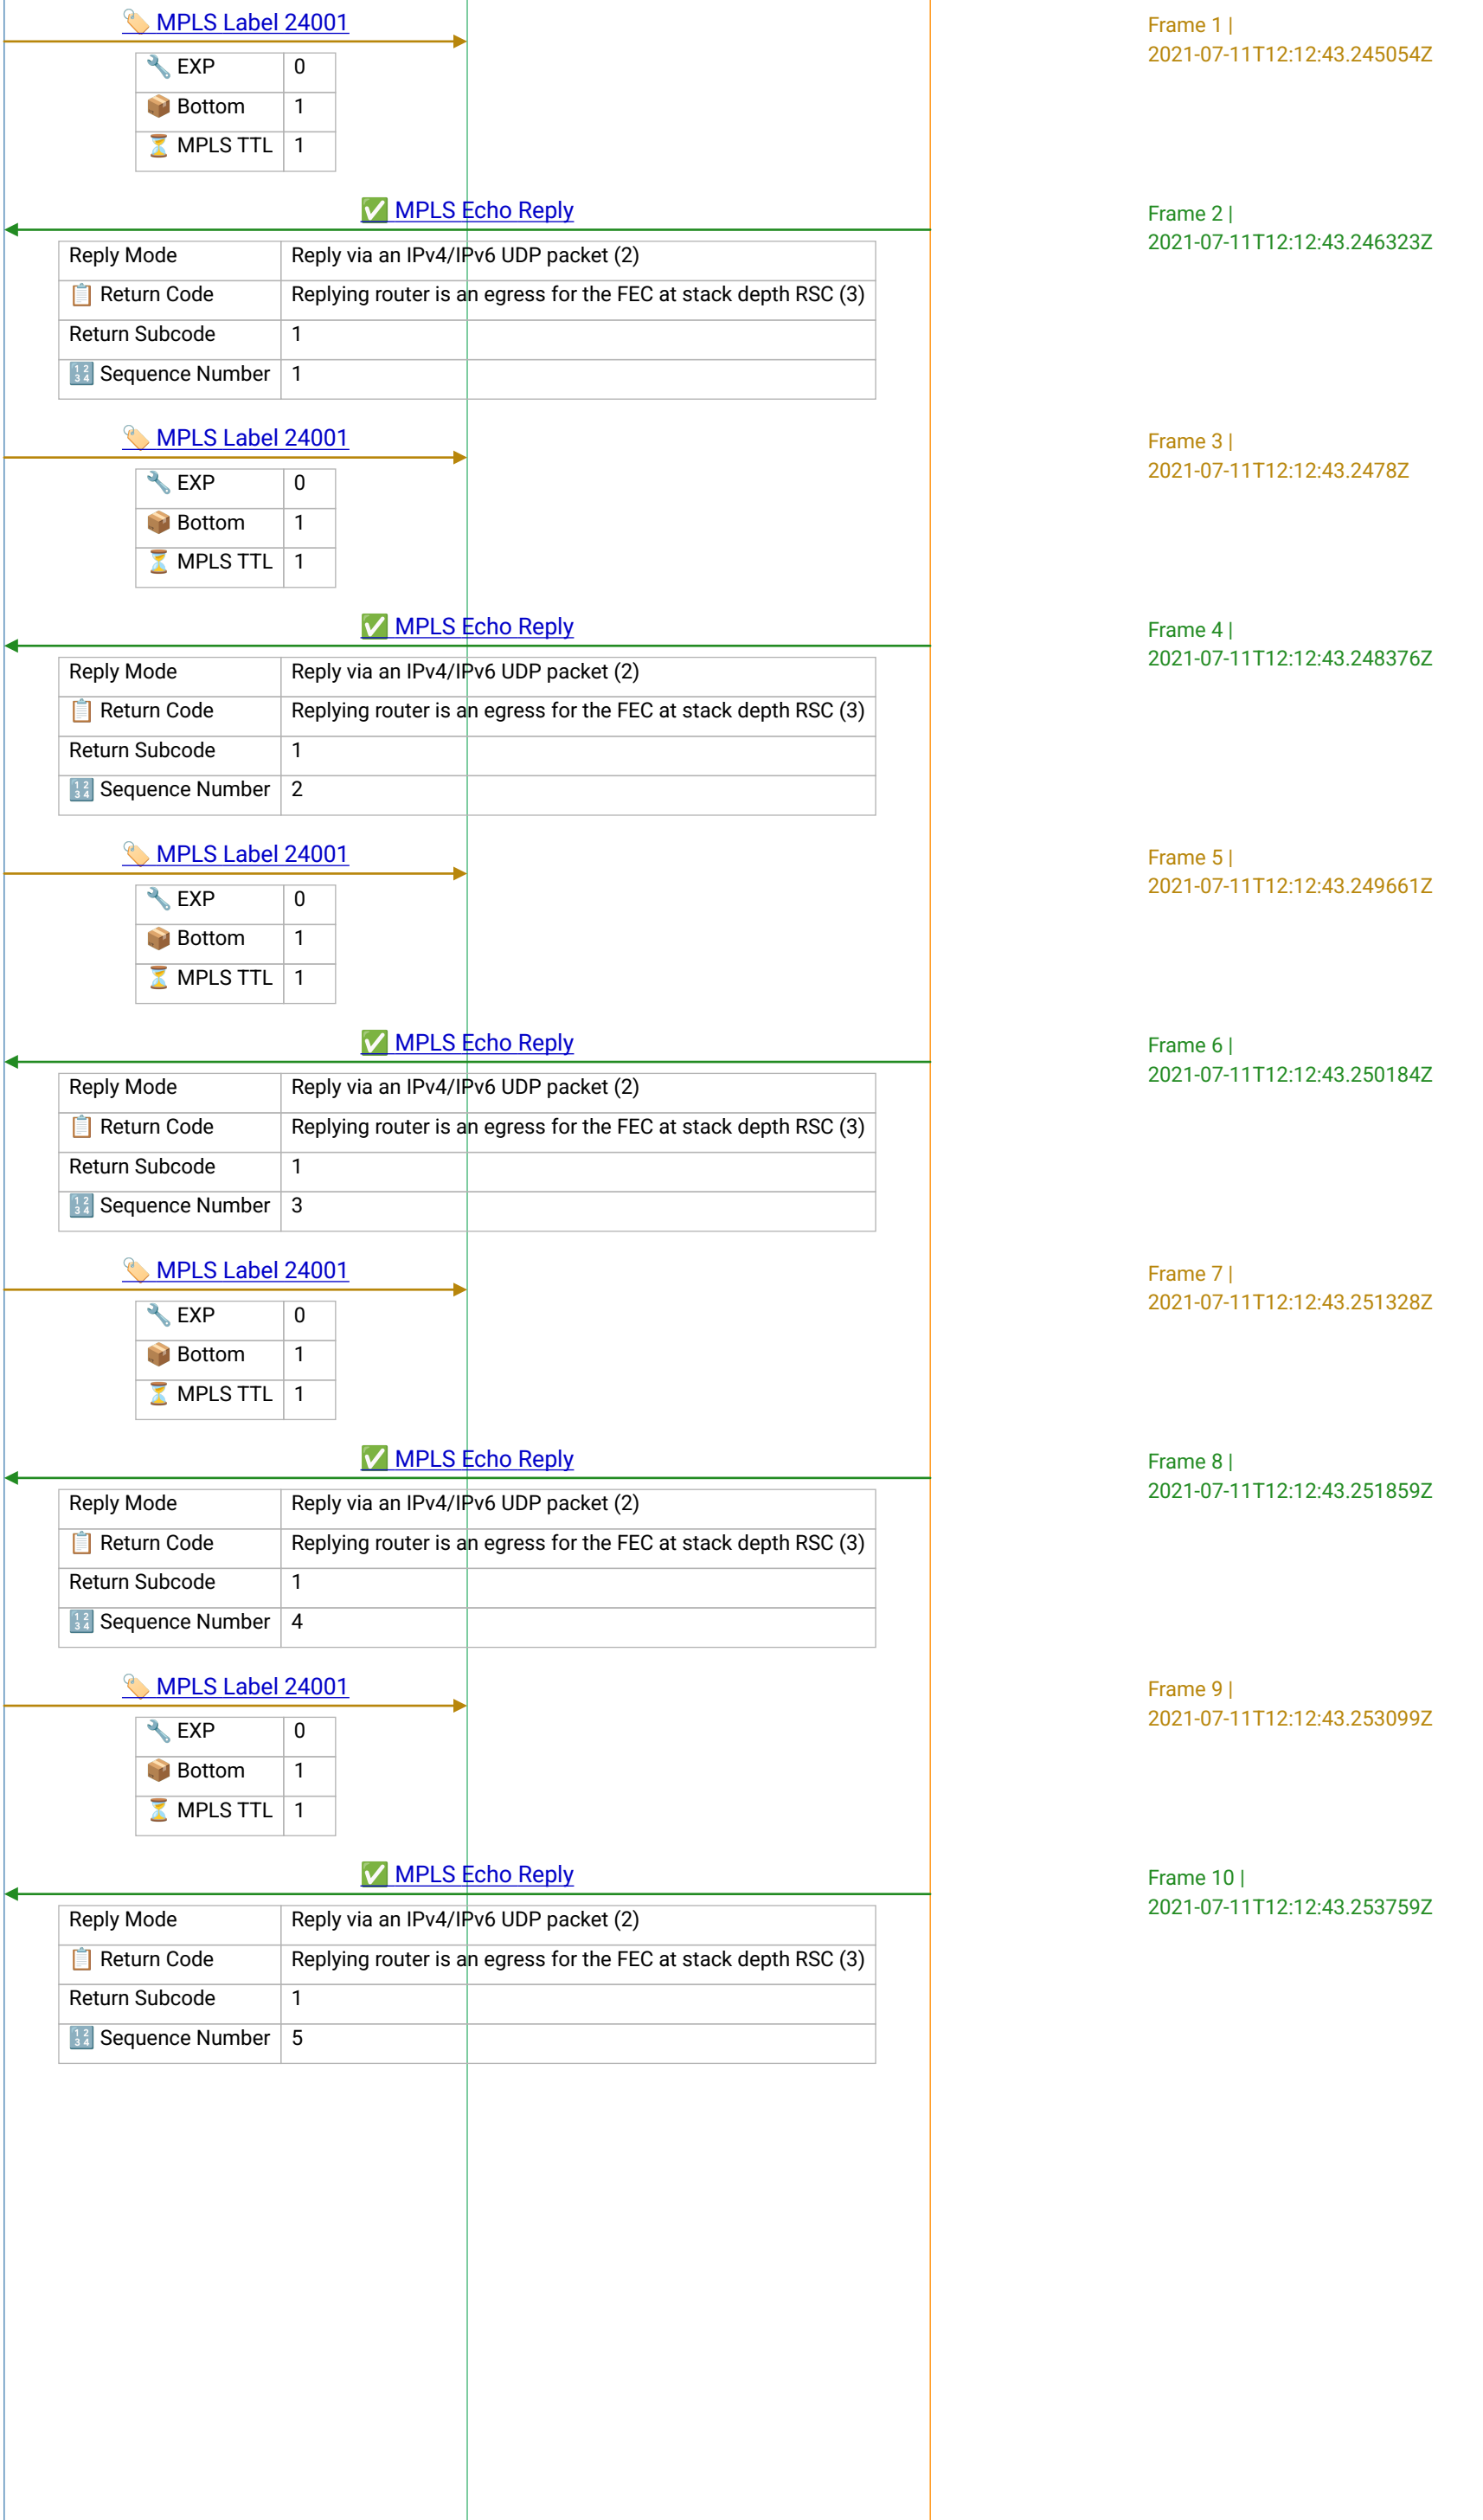 🏷️ MPLS Label 24001
Frame 1 |
2021-07-11T12:12:43.245054Z
🔧 EXP 0
📦 Bottom 1
⏳ MPLS TTL 1
✅ MPLS Echo Reply
Frame 2 |
2021-07-11T12:12:43.246323Z
Reply Mode Reply via an IPv4/IPv6 UDP packet (2)
📋 Return Code Replying router is an egress for the FEC at stack depth RSC (3)
Return Subcode 1
🔢 Sequence Number 1
🏷️ MPLS Label 24001
Frame 3 |
2021-07-11T12:12:43.2478Z
🔧 EXP 0
📦 Bottom 1
⏳ MPLS TTL 1
✅ MPLS Echo Reply
Frame 4 |
2021-07-11T12:12:43.248376Z
Reply Mode Reply via an IPv4/IPv6 UDP packet (2)
📋 Return Code Replying router is an egress for the FEC at stack depth RSC (3)
Return Subcode 1
🔢 Sequence Number 2
🏷️ MPLS Label 24001
Frame 5 |
2021-07-11T12:12:43.249661Z
🔧 EXP 0
📦 Bottom 1
⏳ MPLS TTL 1
✅ MPLS Echo Reply
Frame 6 |
2021-07-11T12:12:43.250184Z
Reply Mode Reply via an IPv4/IPv6 UDP packet (2)
📋 Return Code Replying router is an egress for the FEC at stack depth RSC (3)
Return Subcode 1
🔢 Sequence Number 3
🏷️ MPLS Label 24001
Frame 7 |
2021-07-11T12:12:43.251328Z
🔧 EXP 0
📦 Bottom 1
⏳ MPLS TTL 1
✅ MPLS Echo Reply
Frame 8 |
2021-07-11T12:12:43.251859Z
Reply Mode Reply via an IPv4/IPv6 UDP packet (2)
📋 Return Code Replying router is an egress for the FEC at stack depth RSC (3)
Return Subcode 1
🔢 Sequence Number 4
🏷️ MPLS Label 24001
Frame 9 |
2021-07-11T12:12:43.253099Z
🔧 EXP 0
📦 Bottom 1
⏳ MPLS TTL 1
✅ MPLS Echo Reply
Frame 10 |
2021-07-11T12:12:43.253759Z
Reply Mode Reply via an IPv4/IPv6 UDP packet (2)
📋 Return Code Replying router is an egress for the FEC at stack depth RSC (3)
Return Subcode 1
🔢 Sequence Number 5